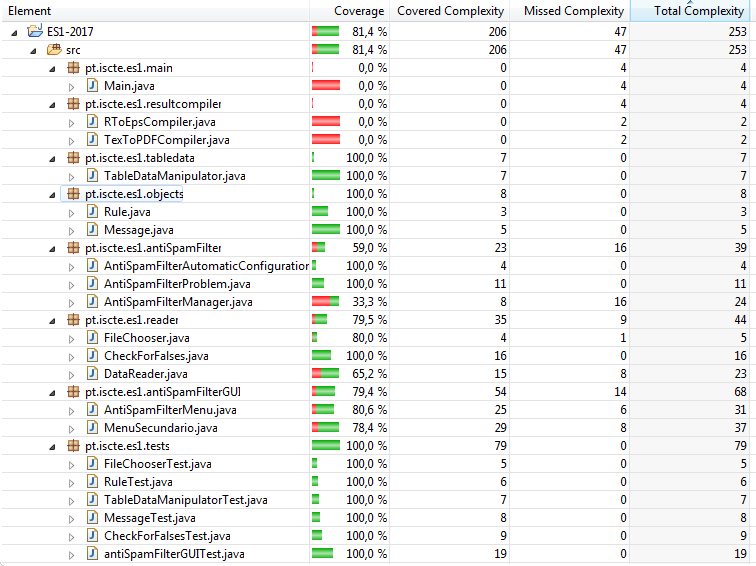 Element Coverage Covered Complexity Missed Complexity Total Complexity
ES1-2017 81,4 % 206 47 253
src 81,4 % 206 47 253
pt.iscte.es1.main 0,0 % 0 4 4
Main.java 0,0 % 0 4 4
pt.iscte.es1.resultcompiler 0,0 % 0 4 4
RToEpsCompiler.java 0,0 % 0 2 2
TexToPDFCompiler.java 0,0 % 0 2 2
pt.iscte.es1.tabledata 100,0 % 7 0 7
TableDataManipulator.java 100,0 % 7 0 7
pt.iscte.es1.objects 100,0 % 8 0 8
Rule.java 100,0 % 3 0 3
Message.java 100,0 % 5 0 5
pt.iscte.es1.antiSpamFilter 59,0 % 23 16 39
AntiSpamFilterAutomaticConfiguration 100,0 % 4 0 4
AntiSpamFilterProblem.java 100,0 % 11 0 11
AntiSpamFilterManager.java 33,3 % 8 16 24
pt.iscte.es1.reader 79,5 % 35 9 44
FileChooser.java 80,0 % 4 1 5
CheckForFalses.java 100,0 % 16 0 16
DataReader.java 65,2 % 15 8 23
pt.iscte.es1.antiSpamFilterGUI 79,4 % 54 14 68
AntiSpamFilterMenu.java 80,6 % 25 6 31
MenuSecundario.java 78,4 % 29 8 37
pt.iscte.es1.tests 100,0 % 79 0 79
FileChooserTest.java 100,0 % 5 0 5
RuleTest.java 100,0 % 6 0 6
TableDataManipulatorTest.java 100,0 % 7 0 7
MessageTest.java 100,0 % 8 0 8
CheckForFalsesTest.java 100,0 % 9 0 9
antiSpamFilterGUITest.java 100,0 % 19 0 19